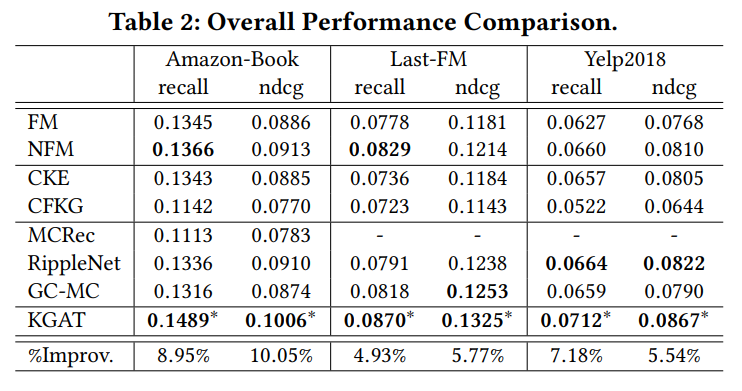 Table 2: Overall Performance Comparison.
Amazon-Book Last-FM Yelp2018
recall ndcg recall ndcg recall ndcg
FM 0.1345 0.0886 0.0778 0.1181 0.0627 0.0768
NFM 0.1366 0.0913 0.0829 0.1214 0.0660 0.0810
CKE 0.1343 0.0885 0.0736 0.1184 0.0657 0.0805
CFKG 0.1142 0.0770 0.0723 0.1143 0.0522 0.0644
MCRec 0.1113 0.0783 - - - -
RippleNet 0.1336 0.0910 0.0791 0.1238 0.0664 0.0822
GC-MC 0.1316 0.0874 0.0818 0.1253 0.0659 0.0790
KGAT 0.1489* 0.1006* 0.0870* 0.1325* 0.0712* 0.0867*
%Improv. 8.95% 10.05% 4.93% 5.77% 7.18% 5.54%